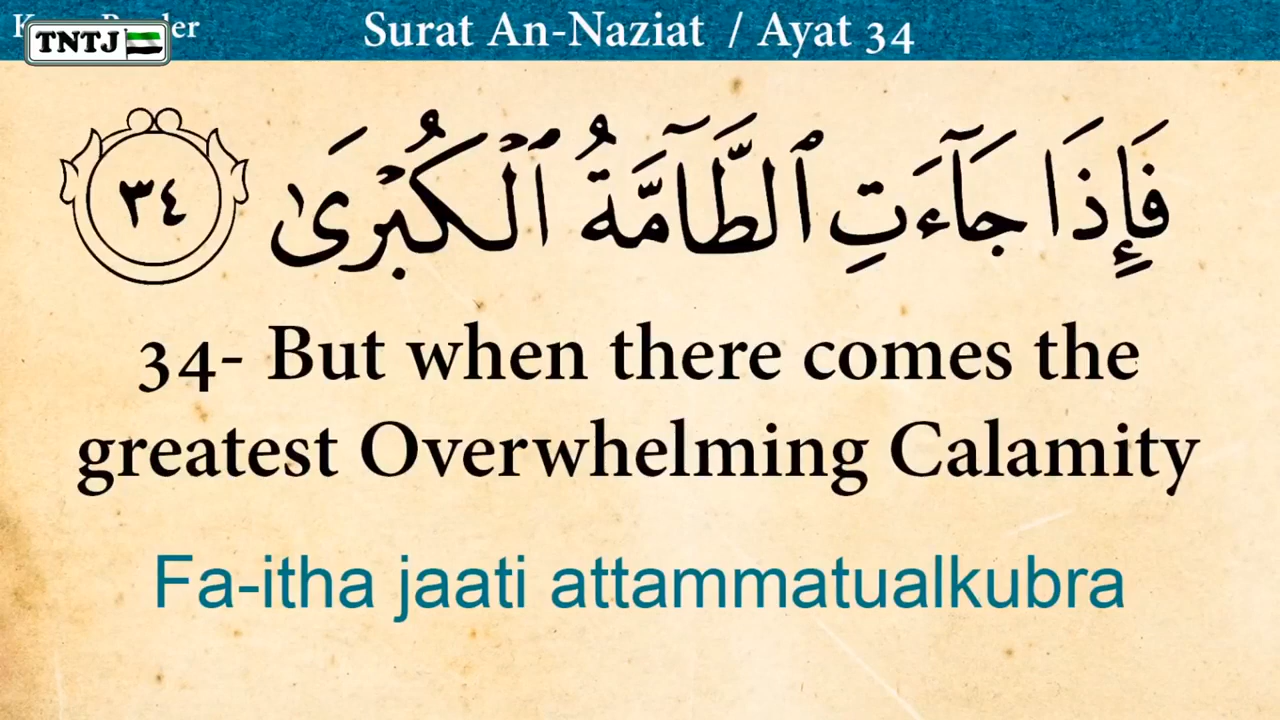 Surat An-Naziat / Ayat 34
TNTJ
فَإِذَا جَآءَتِ ٱلطَّآمَّةُ ٱلْكُبْرَىٰ ٣٤
34- But when there comes the
greatest Overwhelming Calamity
Fa-itha jaati attammatualkubra